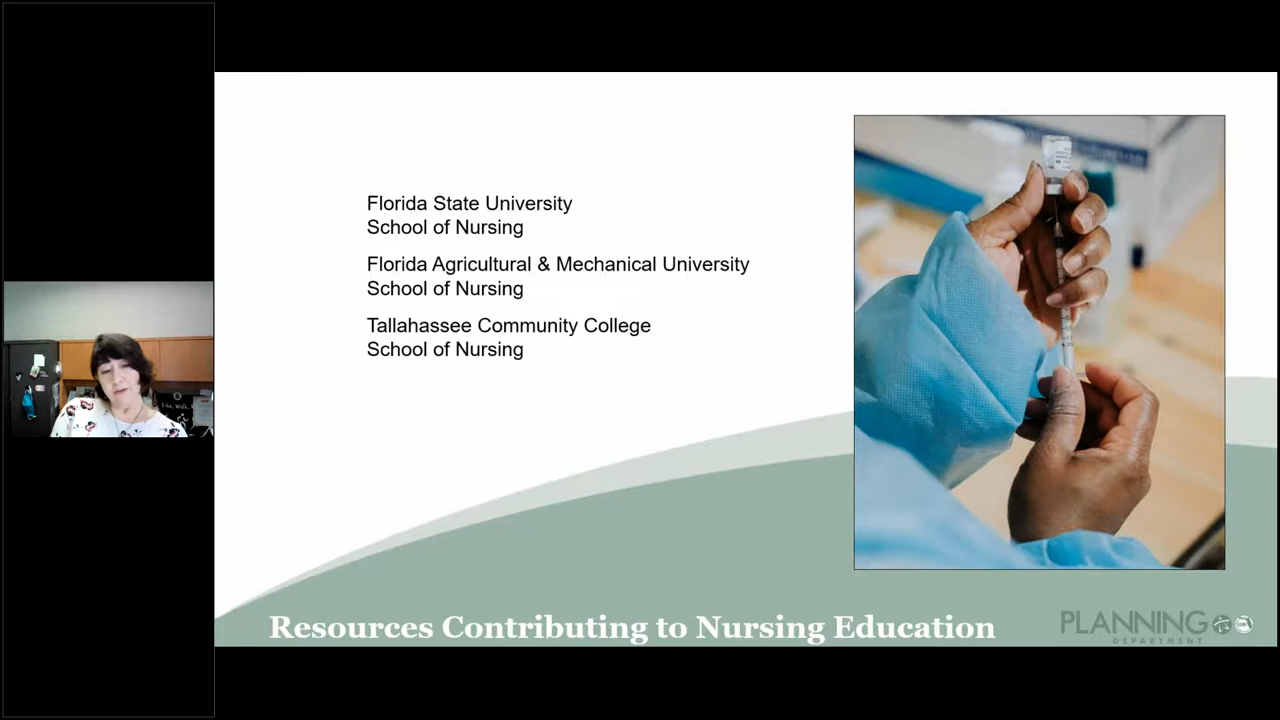 Florida State University
School of Nursing
Florida Agricultural & Mechanical University
School of Nursing
Tallahassee Community College
School of Nursing
Resources Contributing to Nursing Education
PLANNING
DEPARTMENT